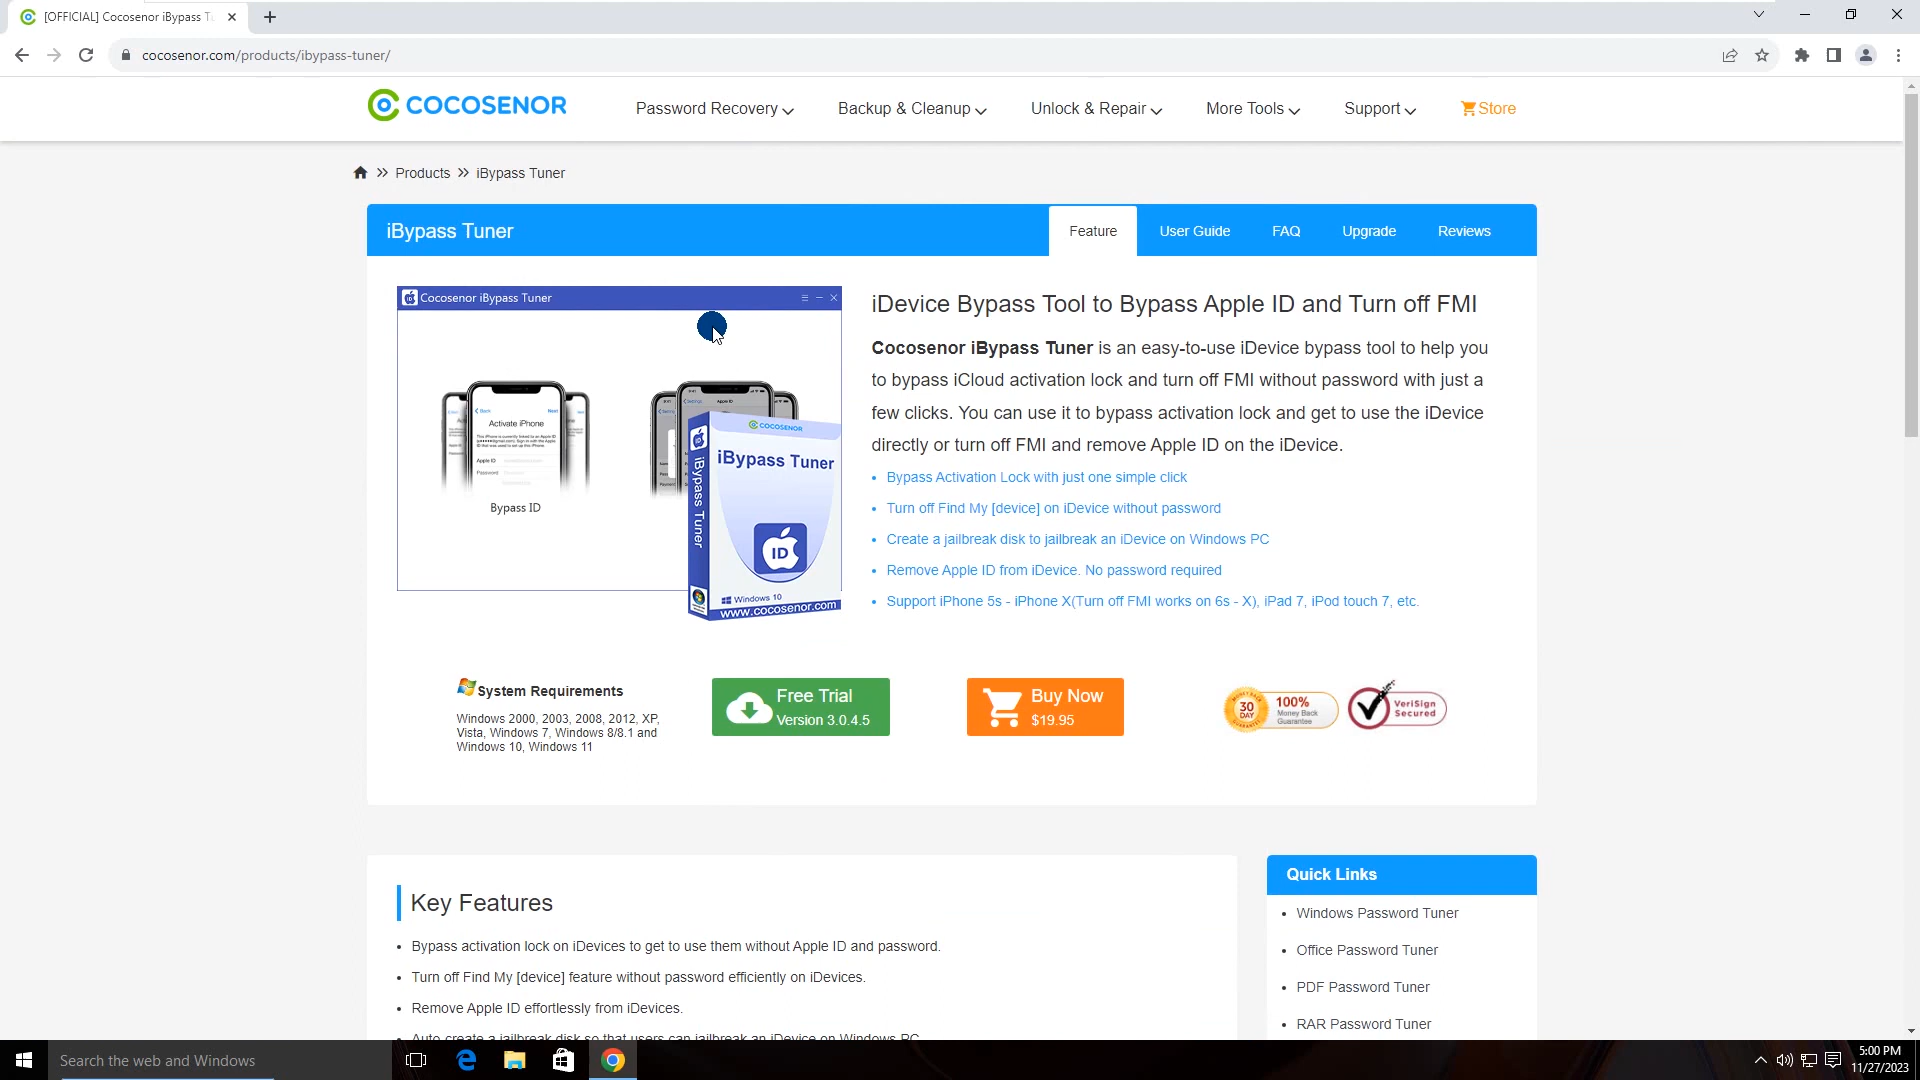 [OFFICIAL] Cocosenor iBypass Tu
cocosenor.com/products/ibypass-tuner/
COCOSENOR
Password Recovery
Backup & Cleanup
Unlock & Repair
More Tools
Support
Store
Products
iBypass Tuner
iBypass Tuner
Feature
User Guide
FAQ
Upgrade
Reviews
Cocosenor iBypass Tuner
Activate iPhone
Bypass ID
COCOSENOR
iBypass Tuner
iBypass Tuner
ID
Windows 10
www.cocosenor.com
iDevice Bypass Tool to Bypass Apple ID and Turn off FMI
Cocosenor iBypass Tuner is an easy-to-use iDevice bypass tool to help you
to bypass iCloud activation lock and turn off FMI without password with just a
few clicks. You can use it to bypass activation lock and get to use the iDevice
directly or turn off FMI and remove Apple ID on the iDevice.
Bypass Activation Lock with just one simple click
Turn off Find My [device] on iDevice without password
Create a jailbreak disk to jailbreak an iDevice on Windows PC
Remove Apple ID from iDevice. No password required
Support iPhone 5s - iPhone X(Turn off FMI works on 6s - X), iPad 7, iPod touch 7, etc.
System Requirements
Windows 2000, 2003, 2008, 2012, XP,
Vista, Windows 7, Windows 8/8.1 and
Windows 10, Windows 11
Free Trial
Version 3.0.4.5
Buy Now
$19.95
30
DAY
100%
Money Back
Guarantee
VeriSign
Secured
Key Features
Bypass activation lock on iDevices to get to use them without Apple ID and password.
Turn off Find My [device] feature without password efficiently on iDevices.
Remove Apple ID effortlessly from iDevices.
Auto-create a jailbreak disk so that users can jailbreak an iDevice on Windows PC
Quick Links
Windows Password Tuner
Office Password Tuner
PDF Password Tuner
RAR Password Tuner
Search the web and Windows
5:00 PM
11/27/2023